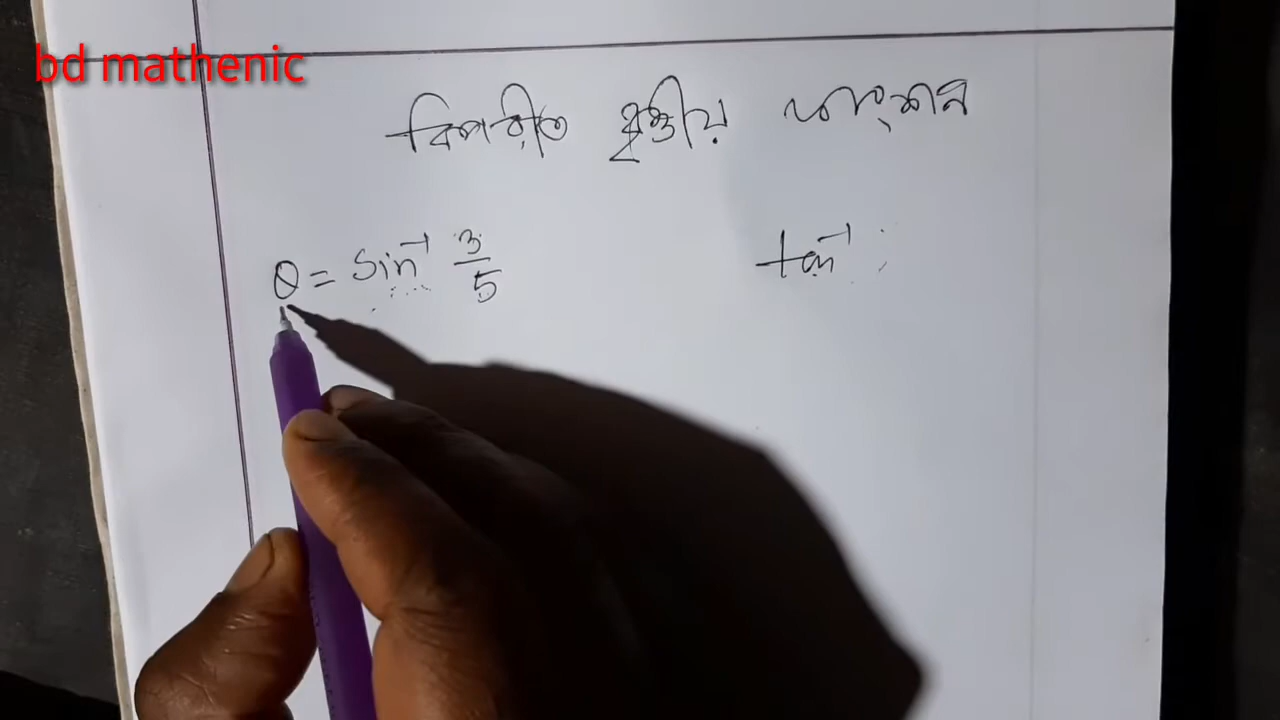 bd mathenic
বিপরীত বৃত্তীয় ফাংশন
θ = sin⁻¹ 3/5
tan⁻¹